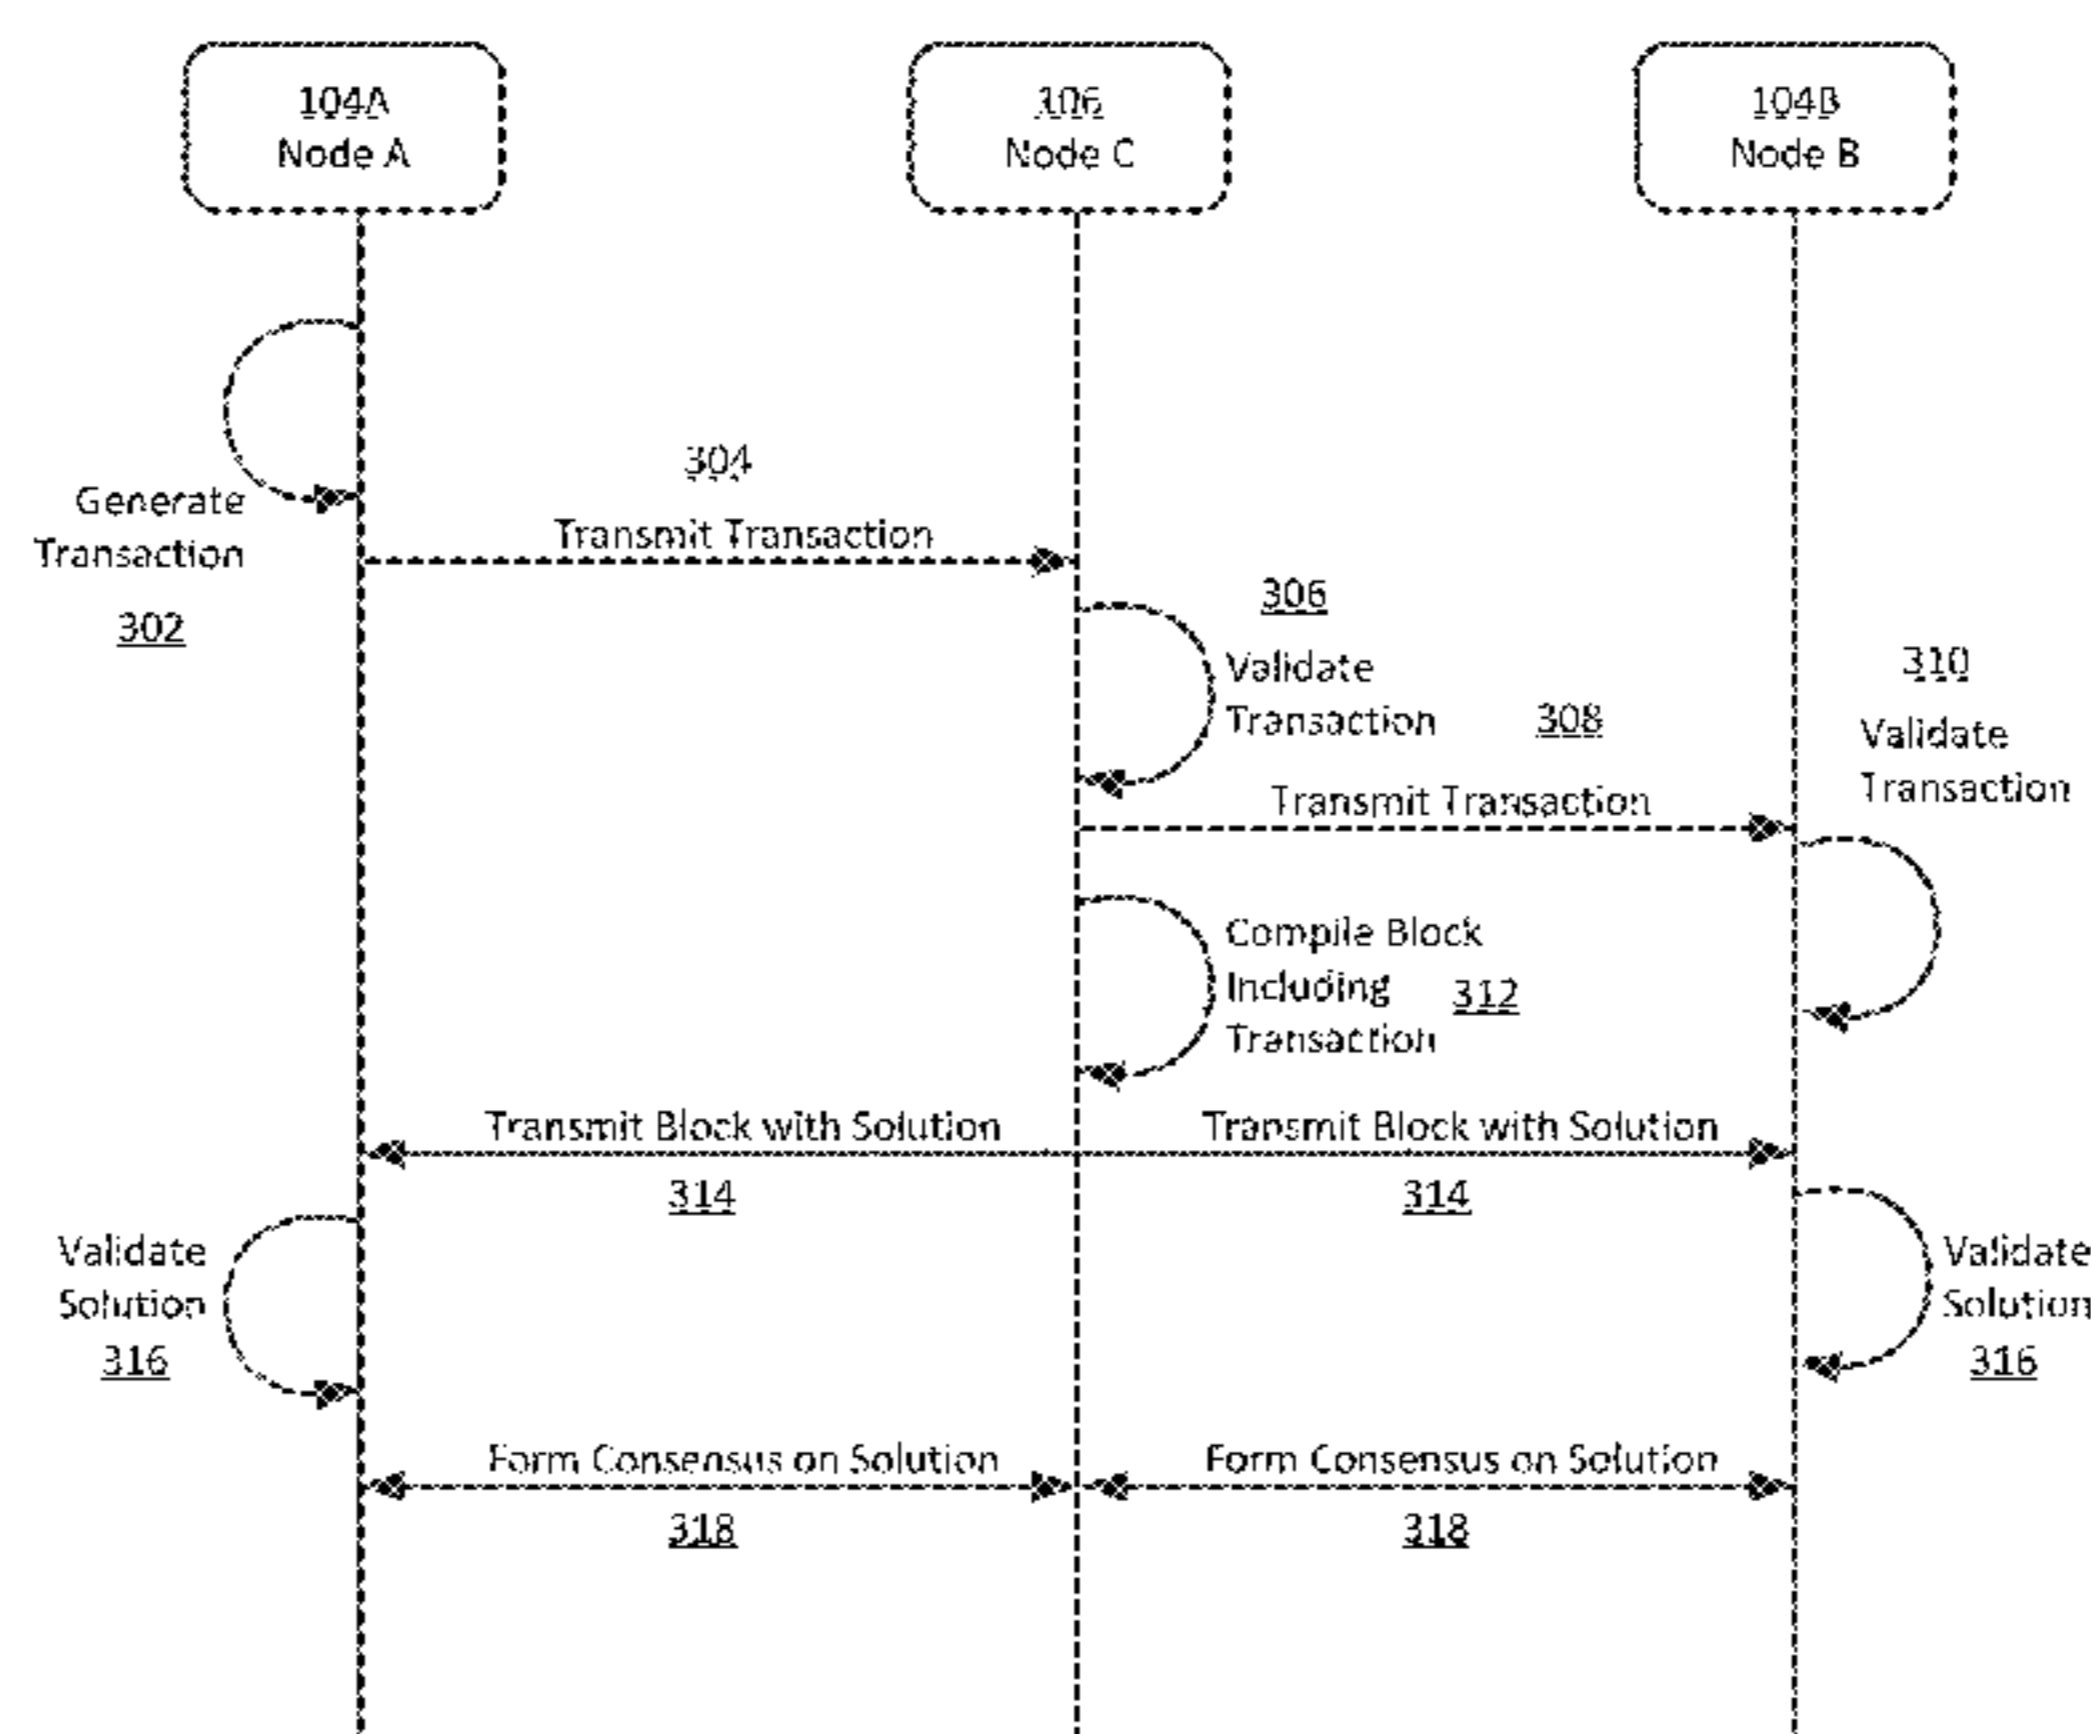 104A
Node A
106
Node C
104B
Node B
Generate
Transaction
302
304
Transmit Transaction
306
Validate
Transaction
308
Transmit Transaction
310
Validate
Transaction
Compile Block
Including
Transaction
312
Transmit Block with Solution
314
Transmit Block with Solution
314
Validate
Solution
316
Validate
Solution
316
Form Consensus on Solution
318
Form Consensus on Solution
318